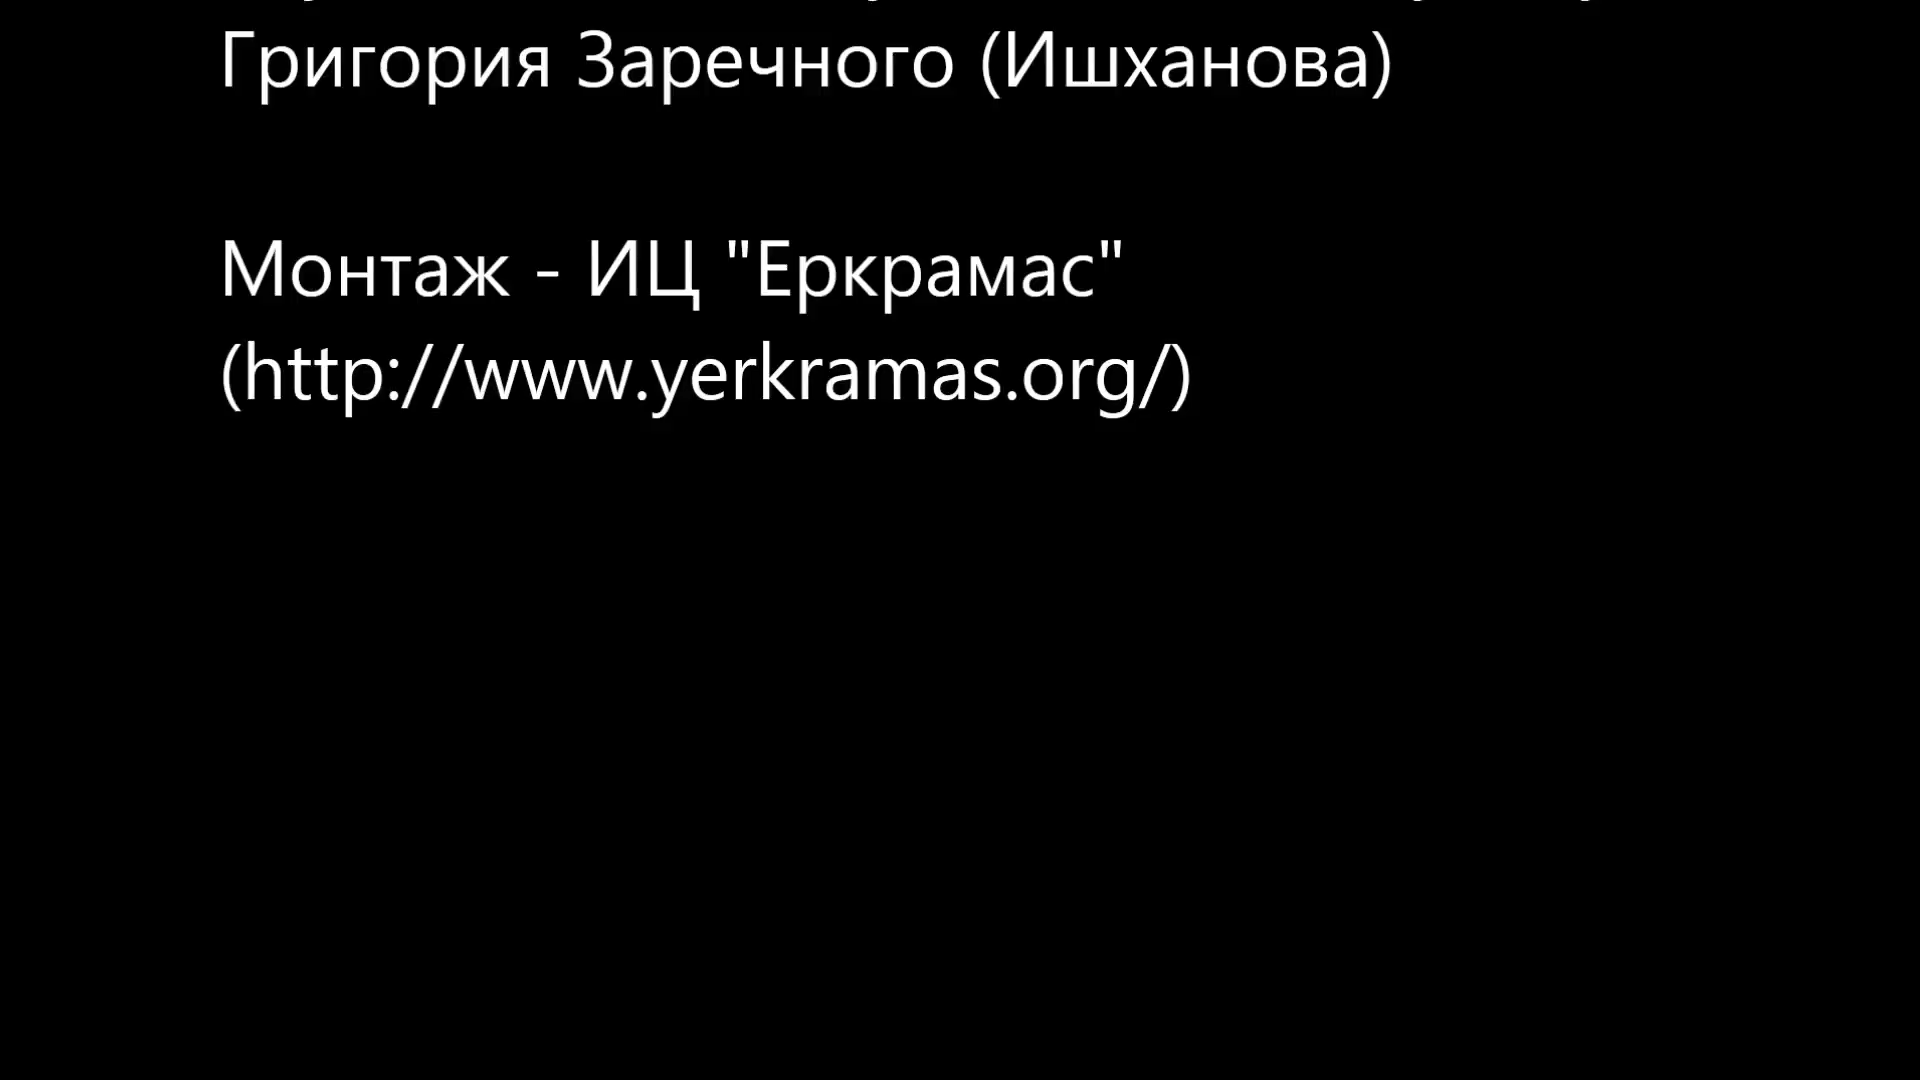 Григория Заречного (Ишханова)
Монтаж - ИЦ "Еркрамас"
(http://www.yerkramas.org/)